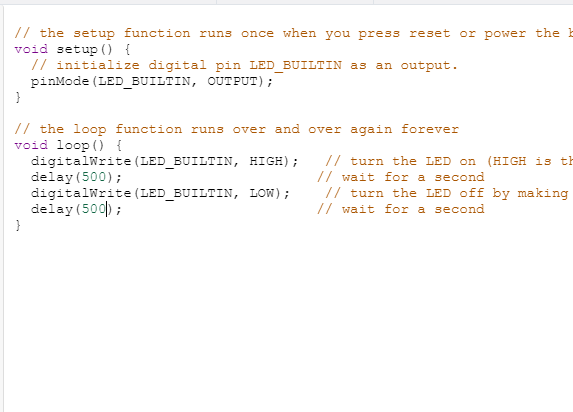 // the setup function runs once when you press reset or power the
void setup() {
  // initialize digital pin LED_BUILTIN as an output.
  pinMode(LED_BUILTIN, OUTPUT);
}

// the loop function runs over and over again forever
void loop() {
  digitalWrite(LED_BUILTIN, HIGH);   // turn the LED on (HIGH is
  delay(500);                       // wait for a second
  digitalWrite(LED_BUILTIN, LOW);    // turn the LED off by making
  delay(500);                       // wait for a second
}